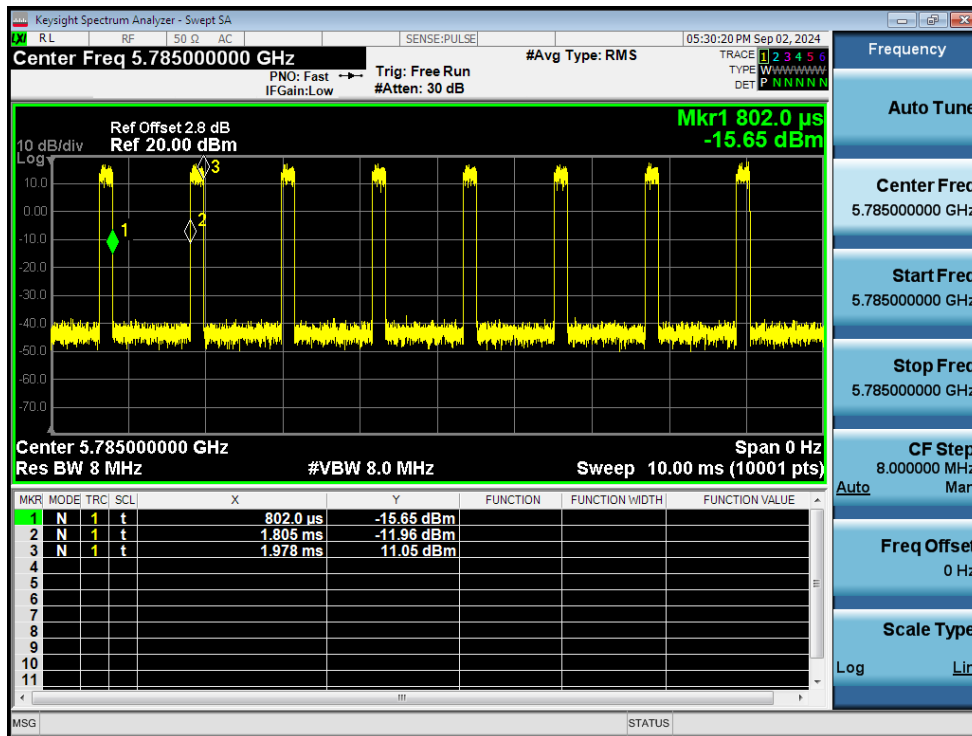 Keysight Spectrum Analyzer - Swept SA
LXI RL RF 50 Ω AC SENSE:PULSE 05:30:20 PM Sep 02, 2024
Center Freq 5.785000000 GHz
PNO: Fast
IFGain:Low
Trig: Free Run
#Atten: 30 dB
#Avg Type: RMS
TRACE 1 2 3 4 5 6
TYPE WWWWWW
DET P N N N N N
Mkr1 802.0 µs
-15.65 dBm
Ref Offset 2.8 dB
10 dB/div Ref 20.00 dBm
Log
10.0
0.00
-10.0
-20.0
-30.0
-40.0
-50.0
-60.0
-70.0
1
2
3
Center 5.785000000 GHz Span 0 Hz
Res BW 8 MHz #VBW 8.0 MHz Sweep 10.00 ms (10001 pts)
MKR MODE TRC SCL X Y FUNCTION FUNCTION WIDTH FUNCTION VALUE
1 N 1 t 802.0 µs -15.65 dBm
2 N 1 t 1.805 ms -11.96 dBm
3 N 1 t 1.978 ms 11.05 dBm
4
5
6
7
8
9
10
11
MSG STATUS
Frequency
Auto Tune
Center Freq
5.785000000 GHz
Start Freq
5.785000000 GHz
Stop Freq
5.785000000 GHz
CF Step
8.000000 MHz
Auto Man
Freq Offset
0 Hz
Scale Type
Log Lin